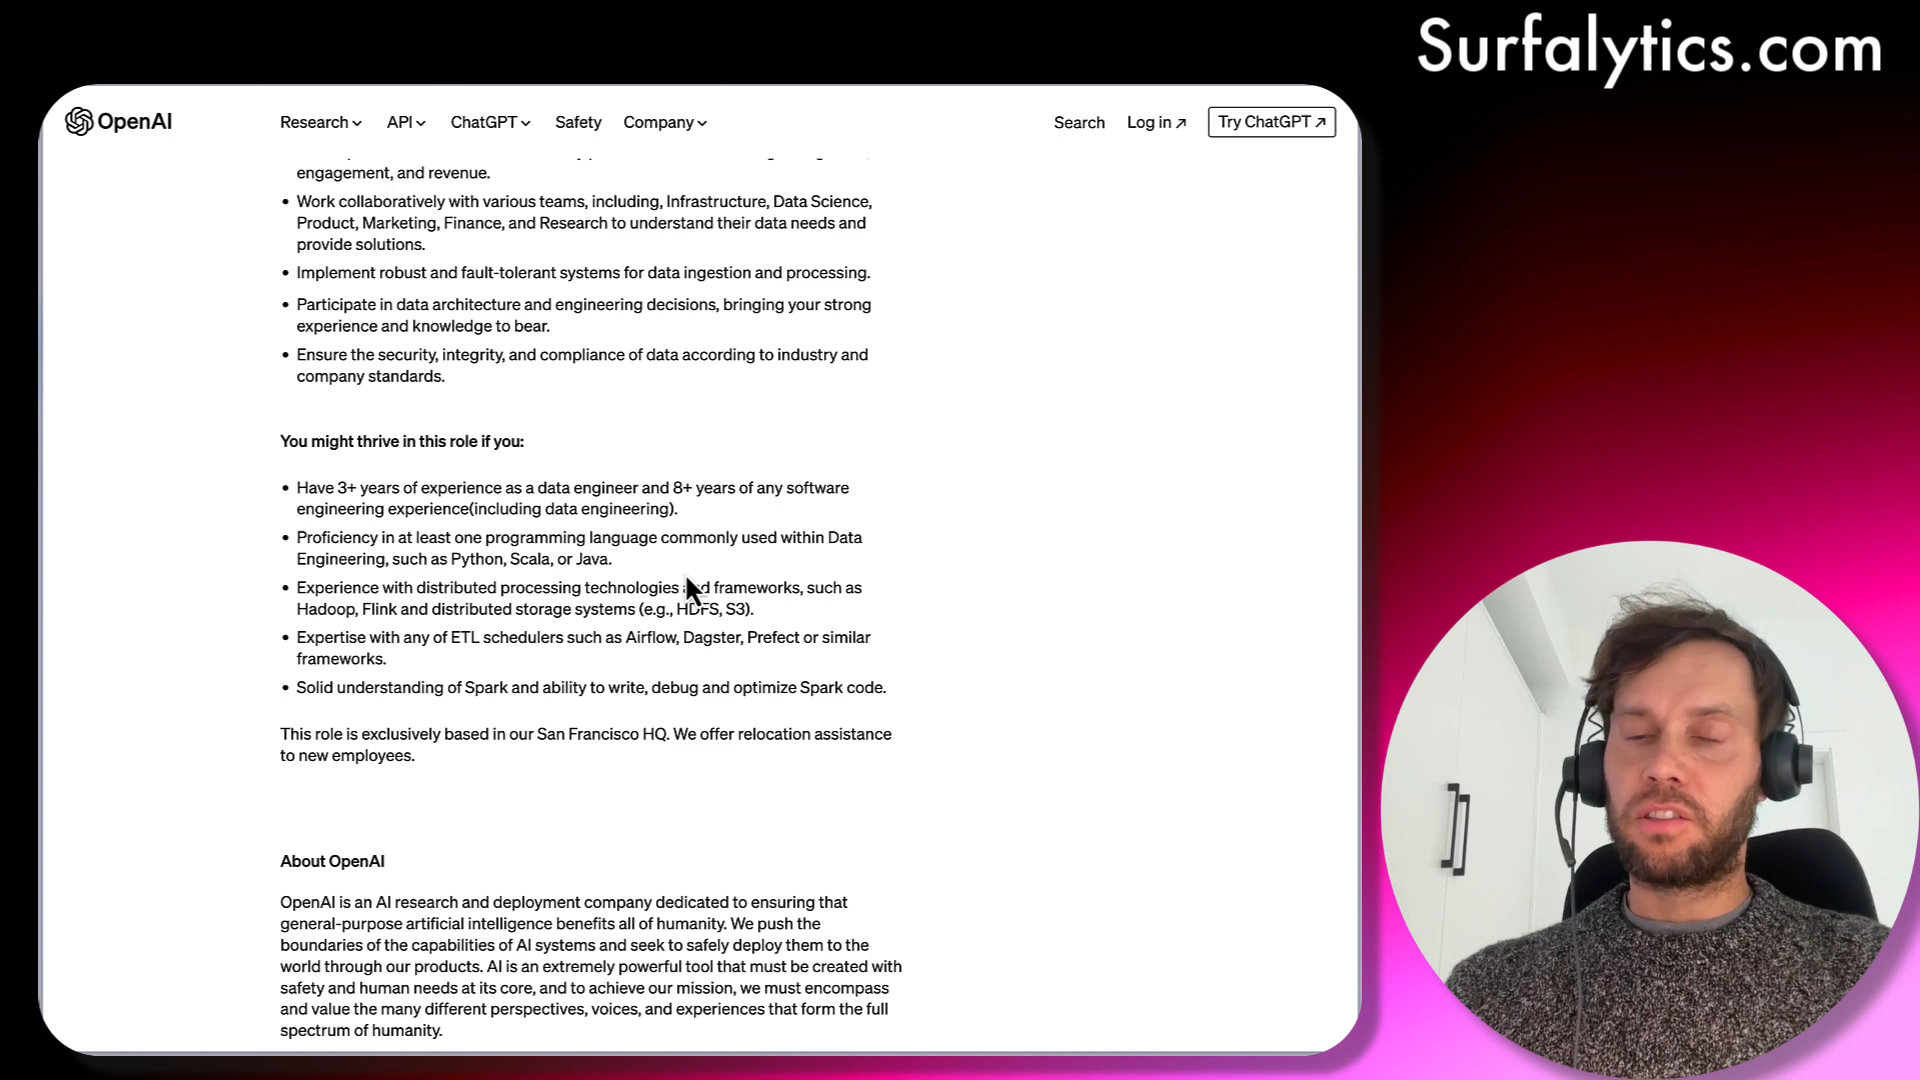 Surfalytics.com
OpenAI
Research
API
ChatGPT
Safety
Company
Search
Log in ↗
Try ChatGPT ↗
engagement, and revenue.
• Work collaboratively with various teams, including, Infrastructure, Data Science,
Product, Marketing, Finance, and Research to understand their data needs and
provide solutions.
• Implement robust and fault-tolerant systems for data ingestion and processing.
• Participate in data architecture and engineering decisions, bringing your strong
experience and knowledge to bear.
• Ensure the security, integrity, and compliance of data according to industry and
company standards.
You might thrive in this role if you:
• Have 3+ years of experience as a data engineer and 8+ years of any software
engineering experience(including data engineering).
• Proficiency in at least one programming language commonly used within Data
Engineering, such as Python, Scala, or Java.
• Experience with distributed processing technologies and frameworks, such as
Hadoop, Flink and distributed storage systems (e.g., HDFS, S3).
• Expertise with any of ETL schedulers such as Airflow, Dagster, Prefect or similar
frameworks.
• Solid understanding of Spark and ability to write, debug and optimize Spark code.
This role is exclusively based in our San Francisco HQ. We offer relocation assistance
to new employees.
About OpenAI
OpenAI is an AI research and deployment company dedicated to ensuring that
general-purpose artificial intelligence benefits all of humanity. We push the
boundaries of the capabilities of AI systems and seek to safely deploy them to the
world through our products. AI is an extremely powerful tool that must be created with
safety and human needs at its core, and to achieve our mission, we must encompass
and value the many different perspectives, voices, and experiences that form the full
spectrum of humanity.